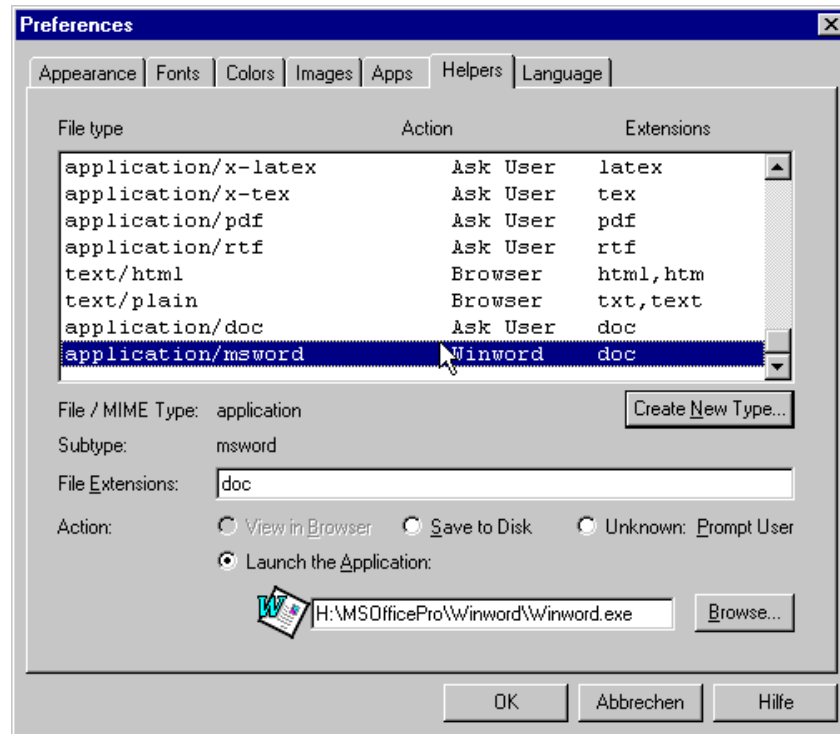 Preferences
Appearance Fonts Colors Images Apps Helpers Language
File type Action Extensions
application/x-latex Ask User latex
application/x-tex Ask User tex
application/pdf Ask User pdf
application/rtf Ask User rtf
text/html Browser html,htm
text/plain Browser txt,text
application/doc Ask User doc
application/msword Winword doc
File / MIME Type: application Create New Type...
Subtype: msword
File Extensions: doc
Action: View in Browser Save to Disk Unknown: Prompt User
Launch the Application:
W H:\MSOfficePro\Winword\Winword.exe Browse...
OK Abbrechen Hilfe